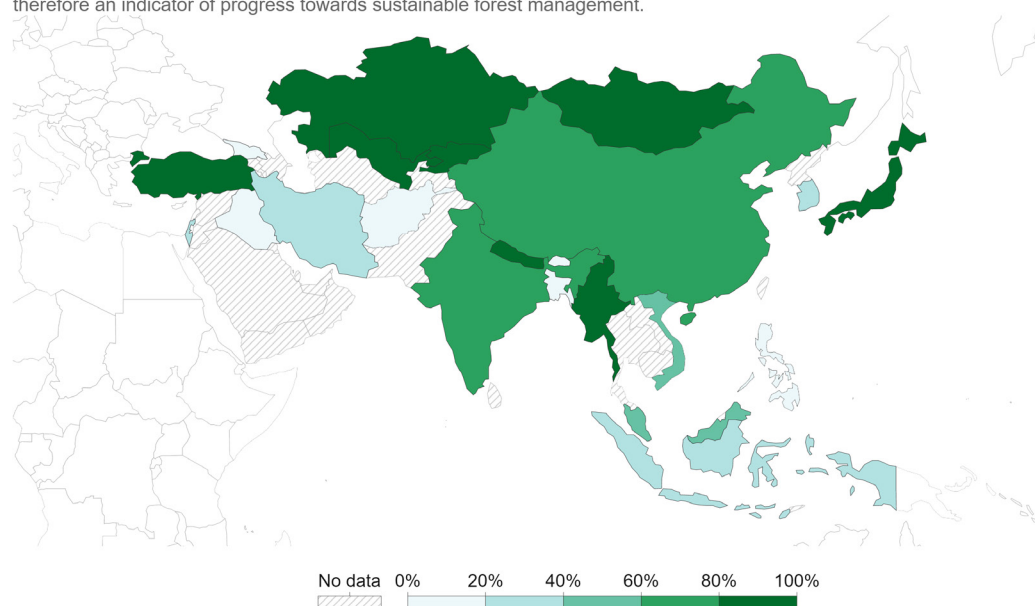 therefore an indicator of progress towards sustainable forest management.
No data 0% 20% 40% 60% 80% 100%